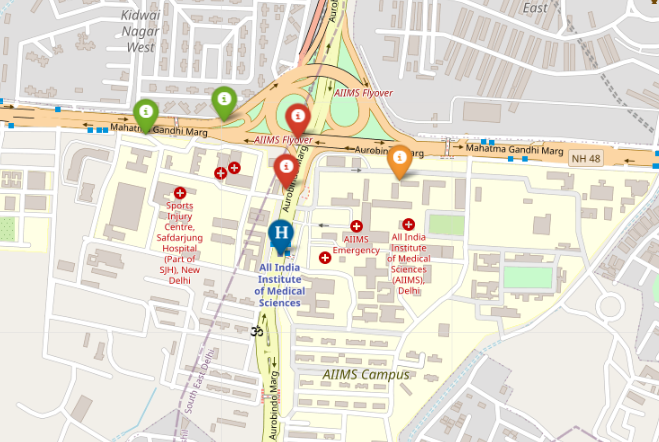 Auro
East
Kidwai
Nagar
West
AIIMS Flyover
Mahatma Gandhi Marg
AIIMS Flyover
Aurobindo Marg
Mahatma Gandhi Marg
NH 48
Aurobindo Marg
Sports
Injury
Centre,
Safdarjung
Hospital
(Part of
SJH), New
Delhi
H
AIIMS
Emergency
All India
Institute
of Medical
Sciences
(AIIMS),
Delhi
All India
Institute
of Medical
Sciences
ॐ
South East Delhi
AIIMS Campus
Aurobindo Marg